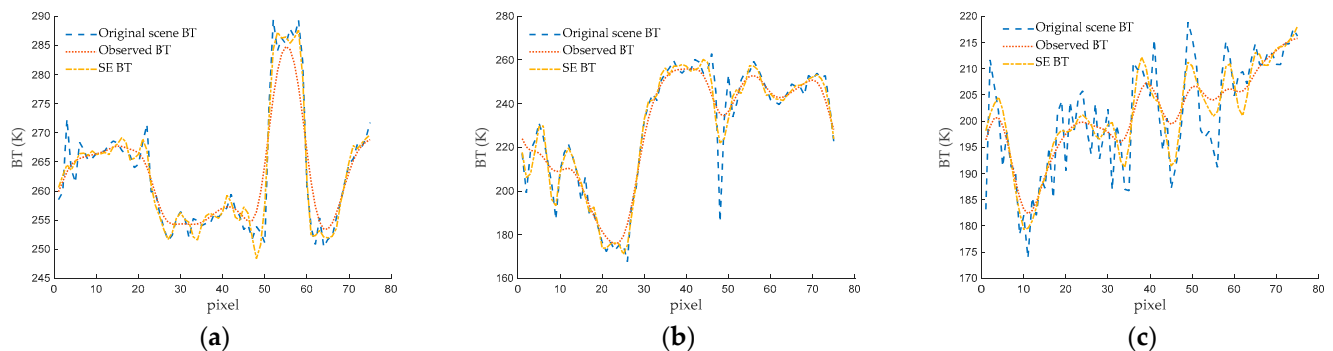 Original scene BT
Observed BT
SE BT
BT (K)
290
285
280
275
270
265
260
255
250
245
0 10 20 30 40 50 60 70 80
pixel
(a)
Original scene BT
Observed BT
SE BT
BT (K)
280
260
240
220
200
180
160
0 10 20 30 40 50 60 70 80
pixel
(b)
Original scene BT
Observed BT
SE BT
BT (K)
220
215
210
205
200
195
190
185
180
175
170
0 10 20 30 40 50 60 70 80
pixel
(c)